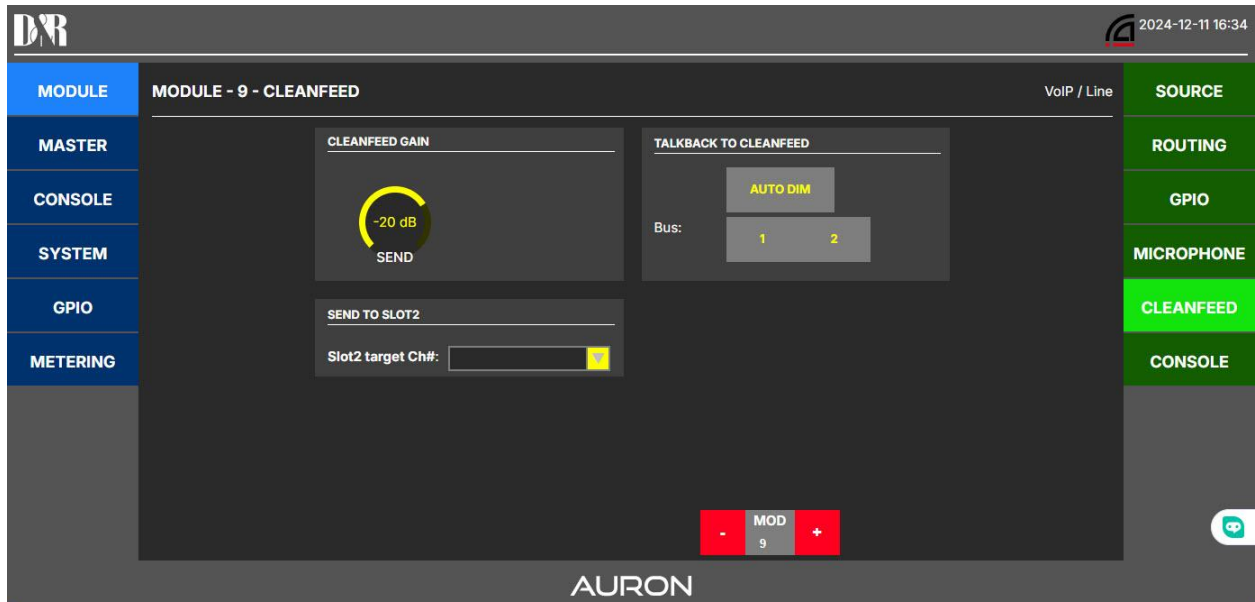 D&R
2024-12-11 16:34
MODULE
MASTER
CONSOLE
SYSTEM
GPIO
METERING
MODULE - 9 - CLEANFEED
VoIP / Line
CLEANFEED GAIN
-20 dB
SEND
TALKBACK TO CLEANFEED
AUTO DIM
Bus:
1 2
SEND TO SLOT2
Slot2 target Ch#:
- MOD +
9
SOURCE
ROUTING
GPIO
MICROPHONE
CLEANFEED
CONSOLE
AURON